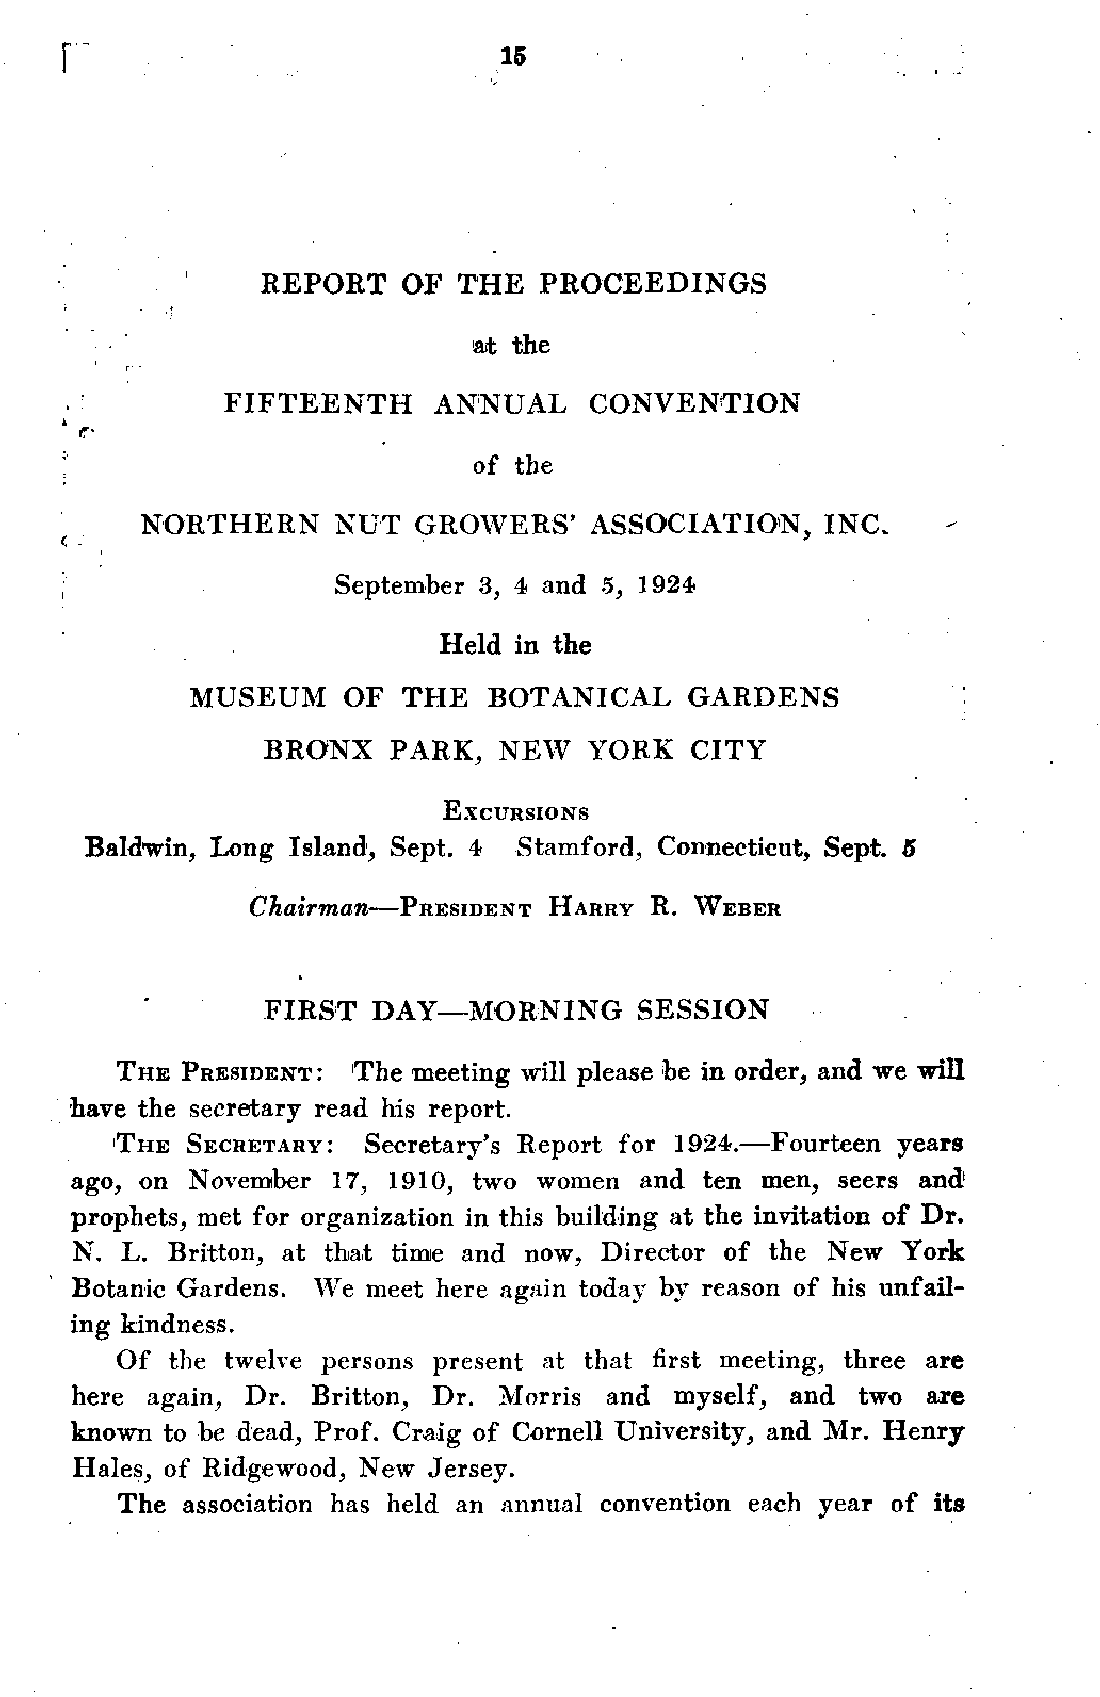 15
REPORT OF THE PROCEEDINGS
at the
FIFTEENTH ANNUAL CONVENTION
of the
NORTHERN NUT GROWERS' ASSOCIATION, INC.
September 3, 4 and 5, 1924
Held in the
MUSEUM OF THE BOTANICAL GARDENS
BRONX PARK, NEW YORK CITY
EXCURSIONS
Baldwin, Long Island, Sept. 4 Stamford, Connecticut, Sept. 5
Chairman—PRESIDENT HARRY R. WEBER
FIRST DAY—MORNING SESSION
THE PRESIDENT: The meeting will please be in order, and we will
have the secretary read his report.
THE SECRETARY: Secretary's Report for 1924.—Fourteen years
ago, on November 17, 1910, two women and ten men, seers and
prophets, met for organization in this building at the invitation of Dr.
N. L. Britton, at that time and now, Director of the New York
Botanic Gardens. We meet here again today by reason of his unfail-
ing kindness.
Of the twelve persons present at that first meeting, three are
here again, Dr. Britton, Dr. Morris and myself, and two are
known to be dead, Prof. Craig of Cornell University, and Mr. Henry
Hales, of Ridgewood, New Jersey.
The association has held an annual convention each year of its